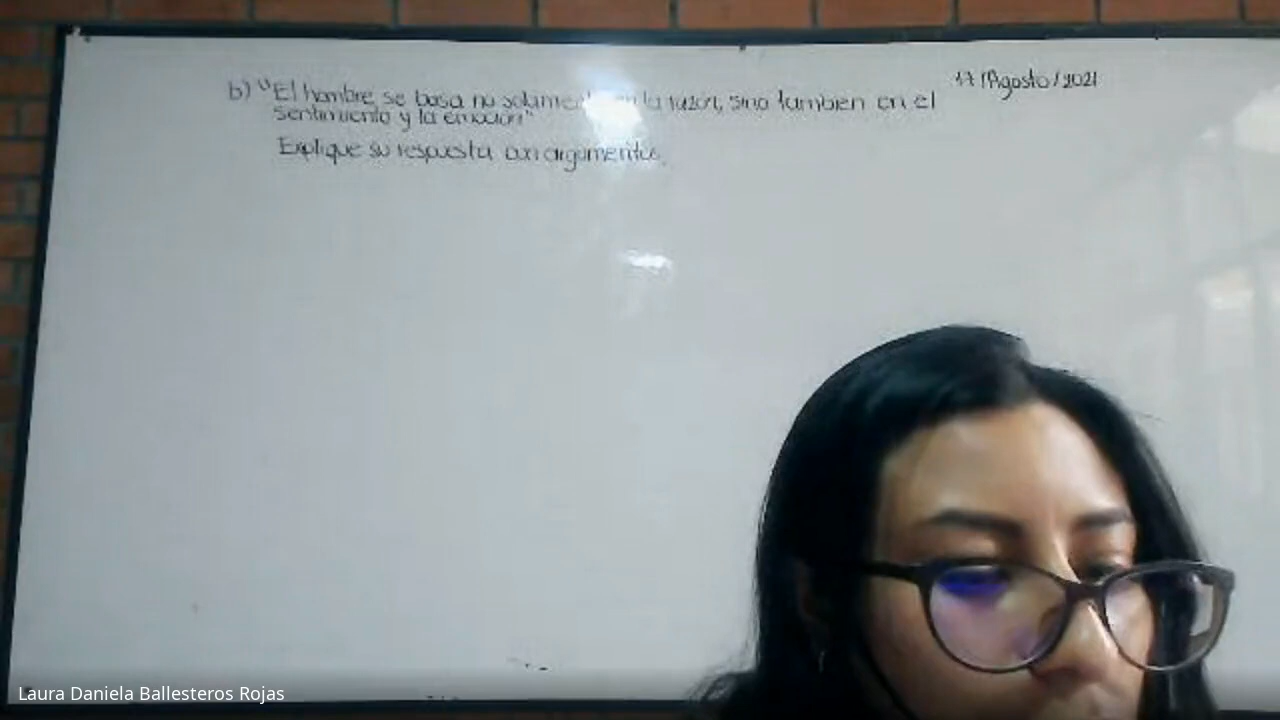 17/Agosto/2021
b) "El hombre se basa no solamente en la razón, sino tambien en el
sentimiento y la emoción"
Explique su respuesta con argumentos.
Laura Daniela Ballesteros Rojas